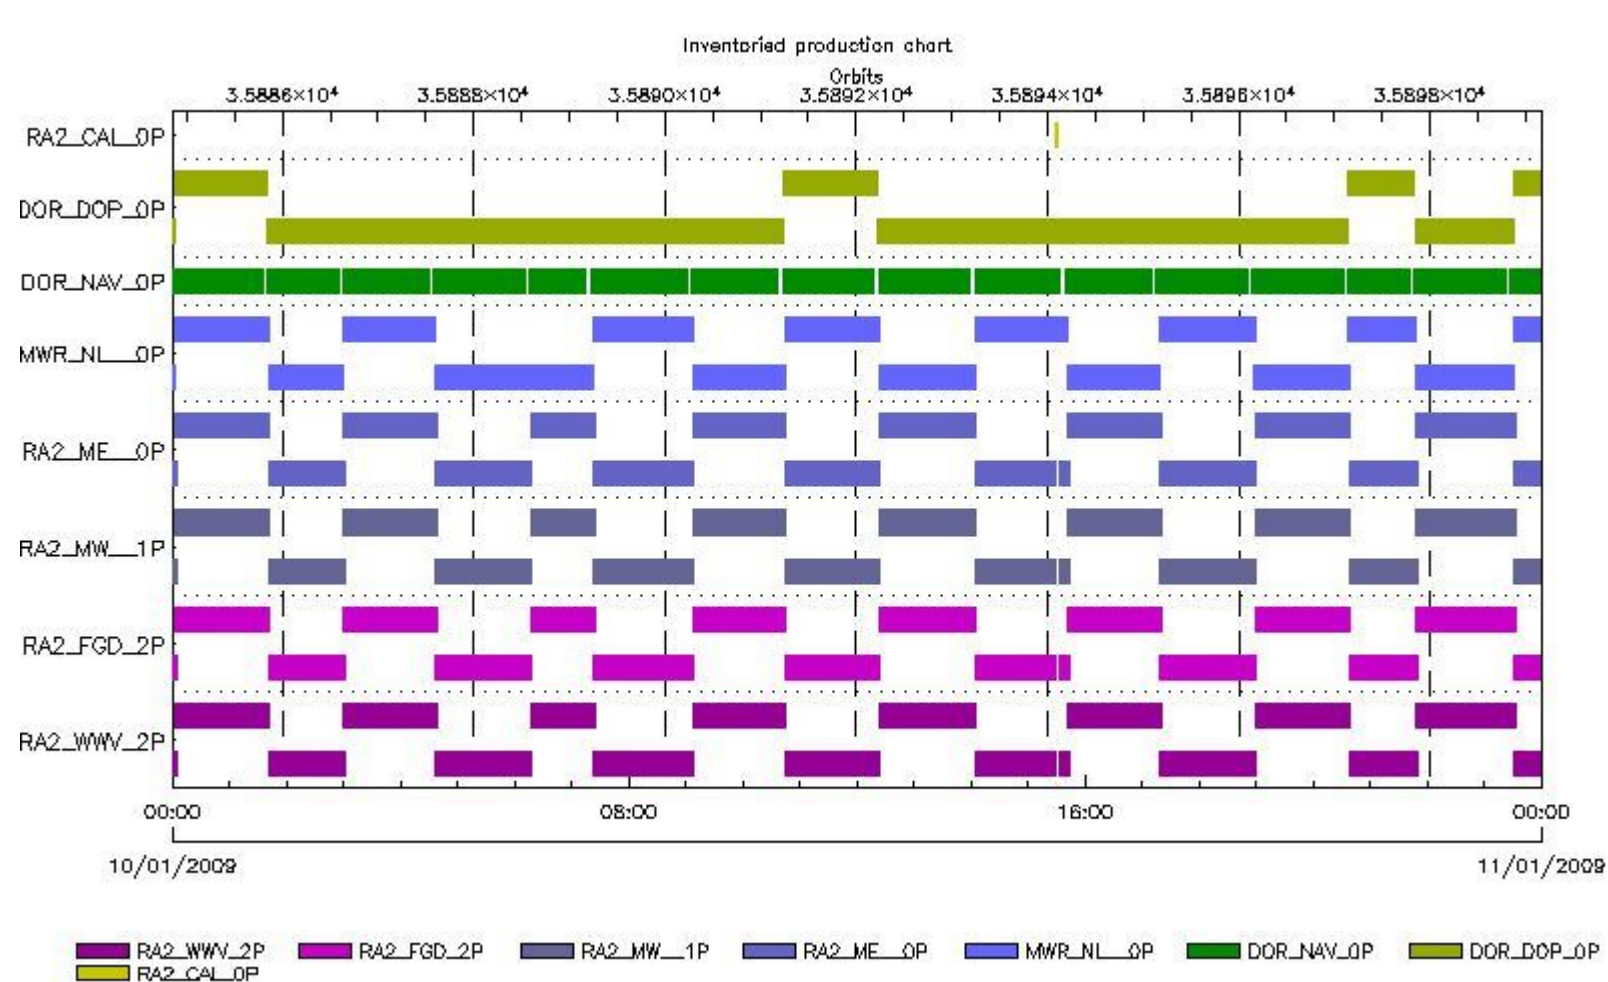 Inventoried production chart
Orbits
3.5886×10⁴ 3.5888×10⁴ 3.5890×10⁴ 3.5892×10⁴ 3.5894×10⁴ 3.5896×10⁴ 3.5898×10⁴
RA2_CAL_0P
DOR_DOP_0P
DOR_NAV_0P
MWR_NL__0P
RA2_ME__0P
RA2_MW__1P
RA2_FGD_2P
RA2_WWV_2P
00:00 08:00 16:00 00:00
10/01/2009 11/01/2009
RA2_WWV_2P RA2_FGD_2P RA2_MW__1P RA2_ME__0P MWR_NL__0P DOR_NAV_0P DOR_DOP_0P
RA2_CAL_0P